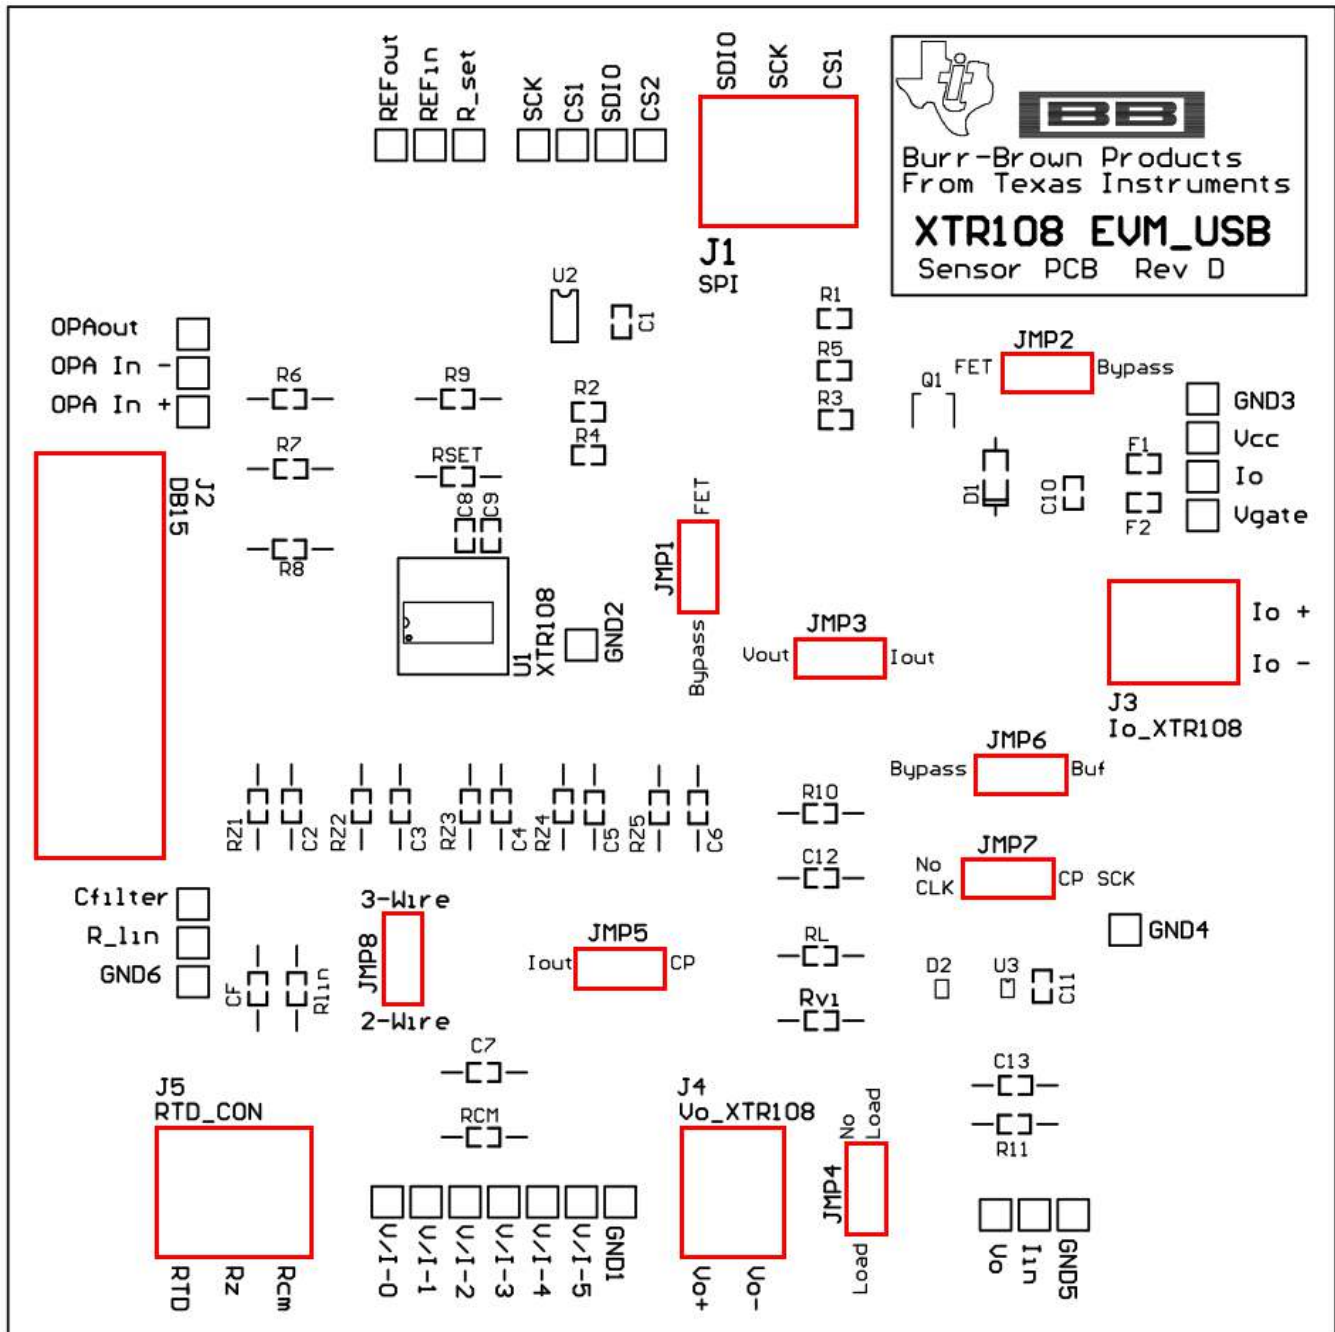 REFout
REFin
R_set
SCK
CS1
SDIO
CS2
SDIO
SCK
CS1
J1
SPI
BB
Burr-Brown Products
From Texas Instruments
XTR108 EVM_USB
Sensor PCB Rev D
U2
C1
R1
R5
R3
JMP2
FET
Bypass
Q1
OPAout
OPA In -
OPA In +
R6
R9
R2
R4
R7
RSET
C8
C9
R8
J2
DB15
GND3
Vcc
Io
Vgate
F1
F2
D1
C10
FET
JMP1
Bypass
U1
XTR108
GND2
JMP3
Vout
Iout
Io +
Io -
J3
Io_XTR108
JMP6
Bypass
Buf
RZ1
C2
RZ2
C3
RZ3
C4
RZ4
C5
RZ5
C6
R10
C12
JMP7
No
CLK
CP SCK
Cfilter
R_lin
GND6
3-Wire
JMP8
2-Wire
JMP5
Iout
CP
GND4
RL
Rvi
D2
U3
C11
CF
Rlin
C7
RCM
C13
R11
J5
RTD_CON
RTD
Rz
Rcm
V/I-0
V/I-1
V/I-2
V/I-3
V/I-4
V/I-5
GND1
J4
Vo_XTR108
Vo+
Vo-
No
Load
JMP4
Load
Vo
Iin
GND5